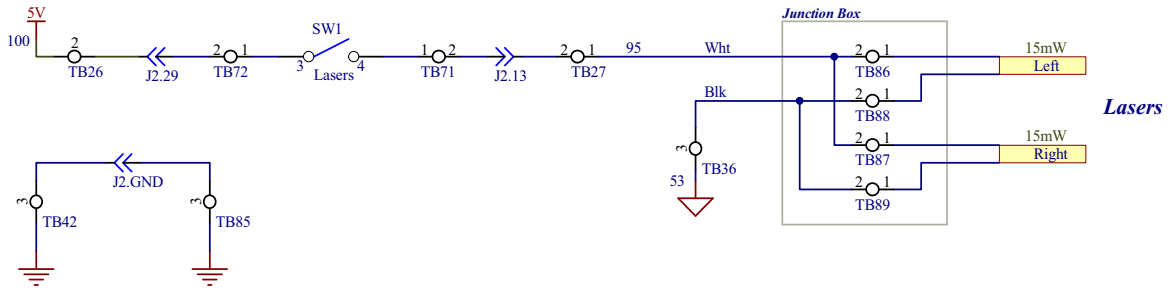 5V
100
2
TB26
J2.29
2 1
TB72
SW1
3 4
Lasers
1 2
TB71
J2.13
2 1
TB27
95
Wht
Junction Box
2 1
TB86
15mW
Left
Blk
2 1
TB88
Lasers
3
TB36
53
2 1
TB87
15mW
Right
2 1
TB89
J2.GND
3
TB42
3
TB85